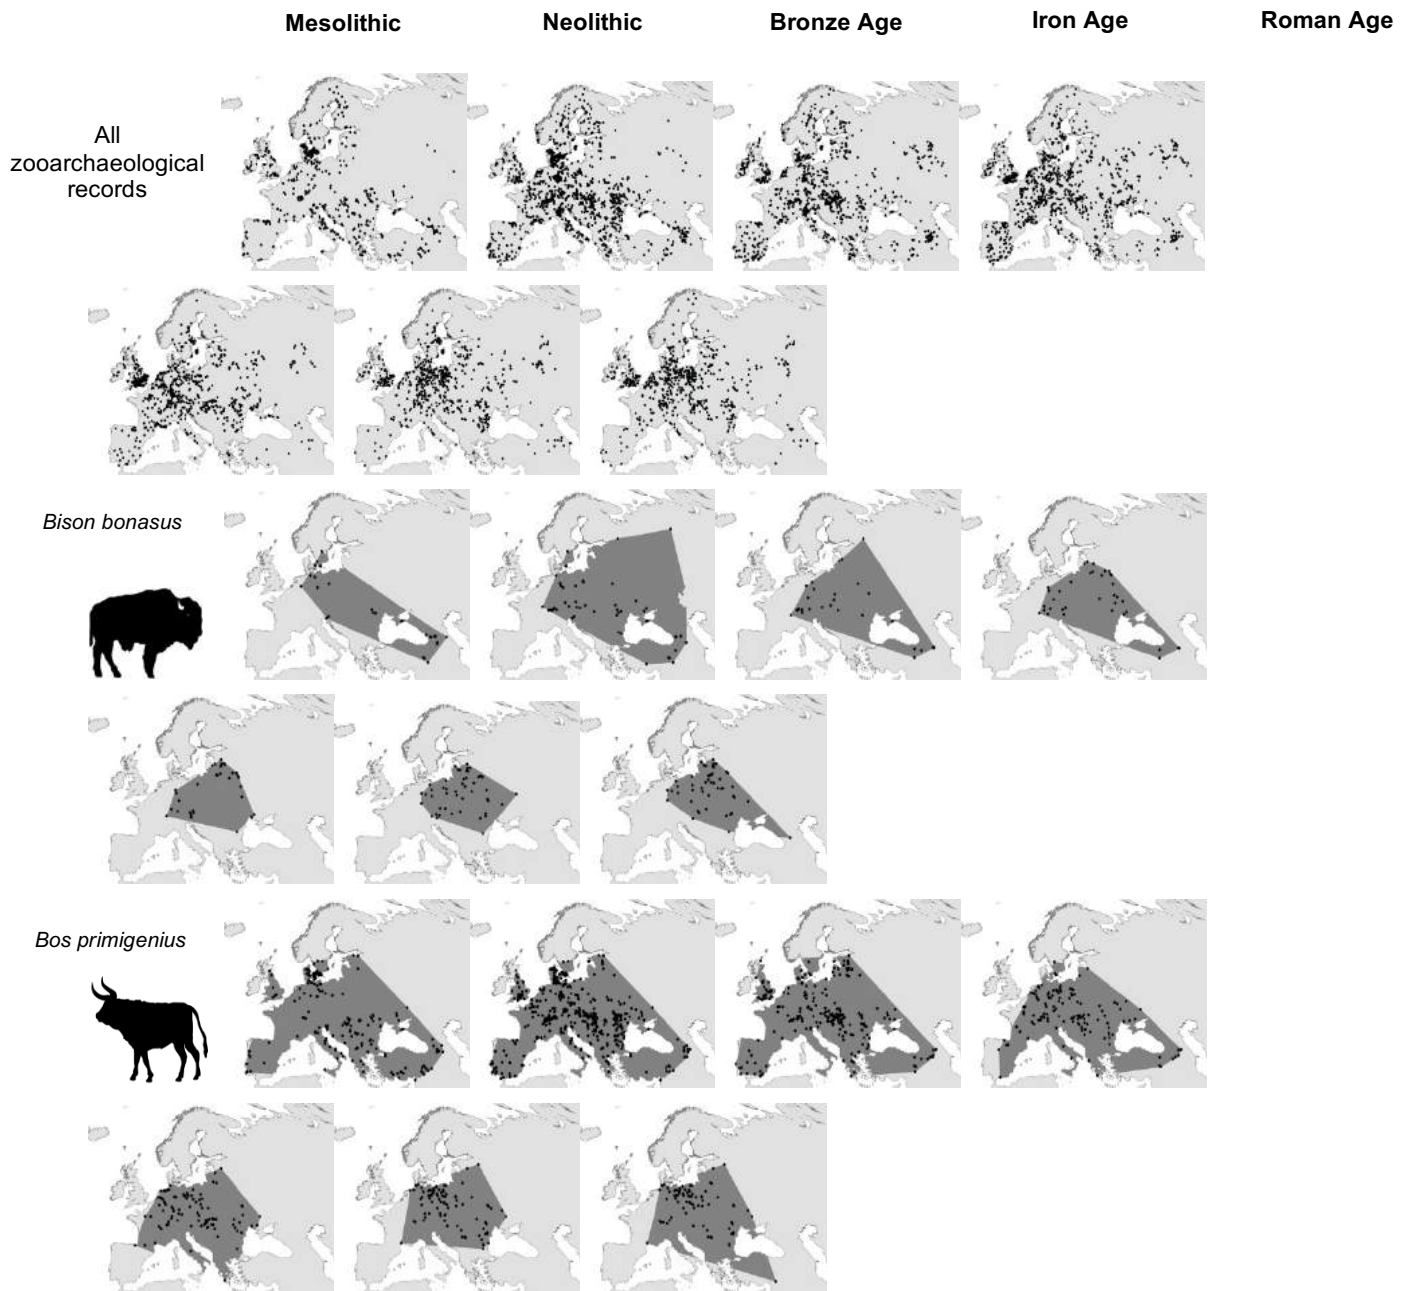 Mesolithic Neolithic Bronze Age Iron Age Roman Age
All
zooarchaeological
records
Bison bonasus
Bos primigenius